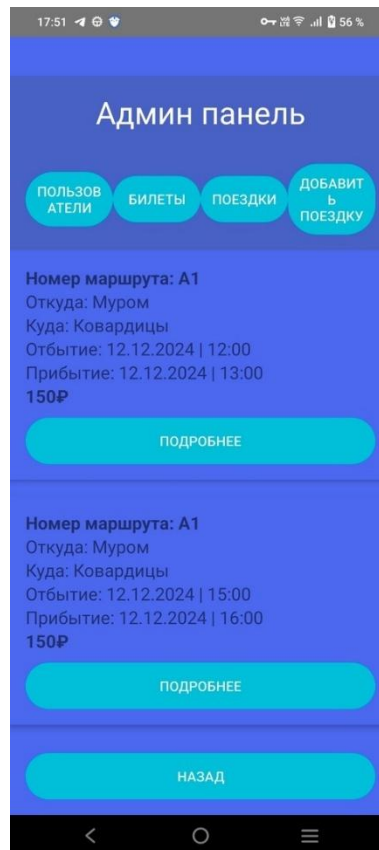 17:51 56 %
Админ панель
ПОЛЬЗОВ
АТЕЛИ
БИЛЕТЫ
ПОЕЗДКИ
ДОБАВИТ
Ь
ПОЕЗДКУ
Номер маршрута: А1
Откуда: Муром
Куда: Ковардицы
Отбытие: 12.12.2024 | 12:00
Прибытие: 12.12.2024 | 13:00
150₽
ПОДРОБНЕЕ
Номер маршрута: А1
Откуда: Муром
Куда: Ковардицы
Отбытие: 12.12.2024 | 15:00
Прибытие: 12.12.2024 | 16:00
150₽
ПОДРОБНЕЕ
НАЗАД